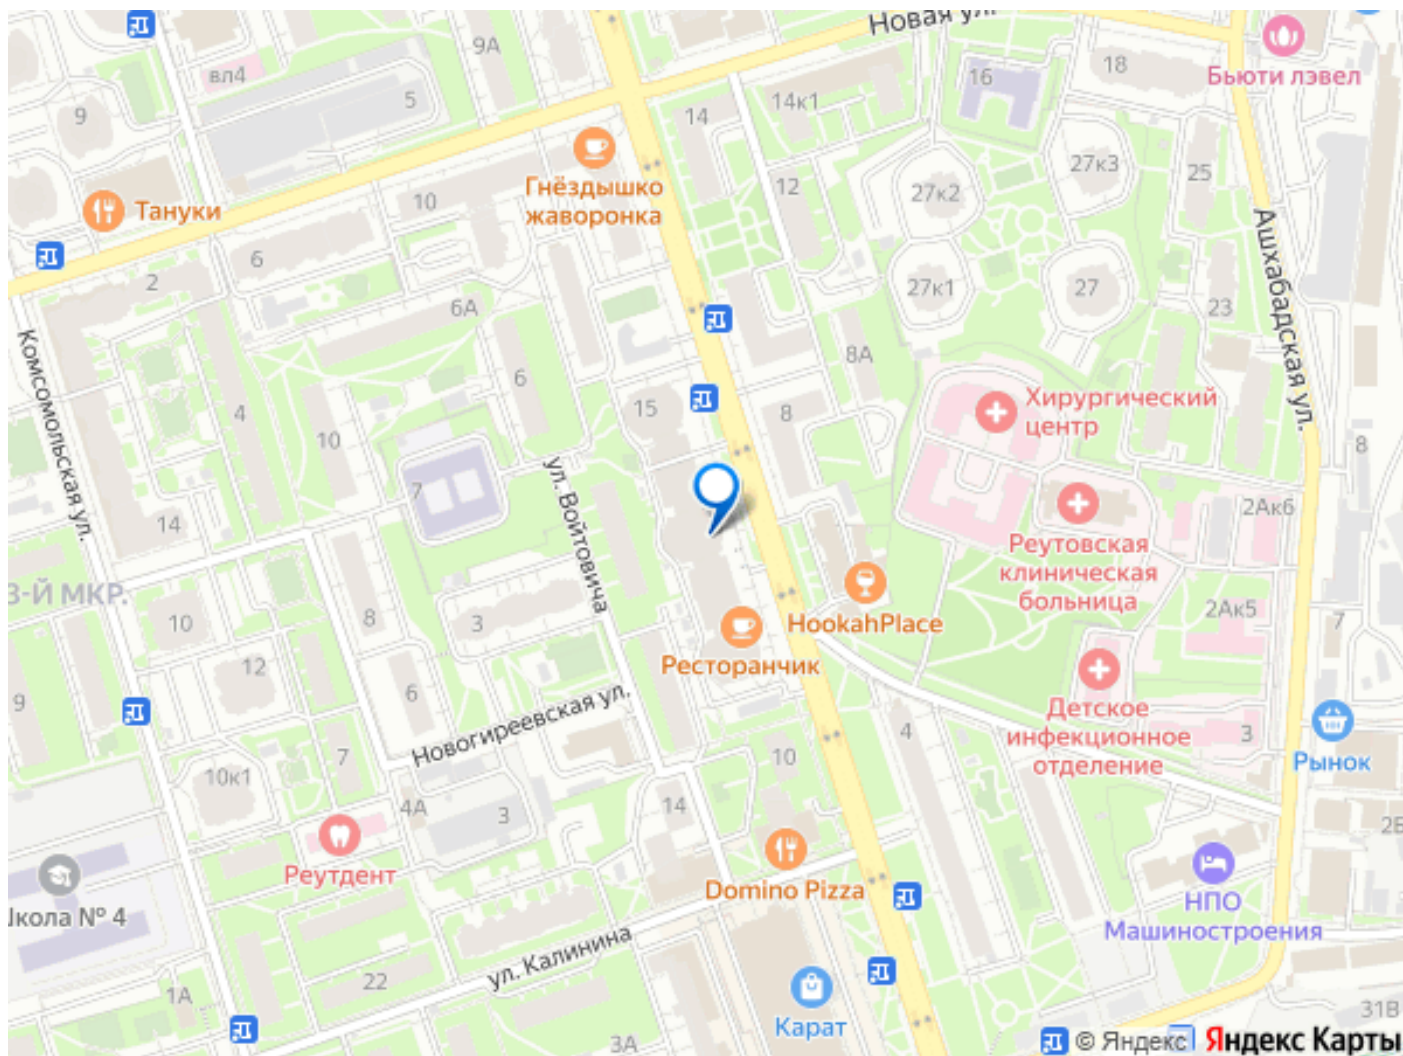 Новая ул.
9А
Бьюти лэвел
вл4
5
9
14
14к1
16
18
27к3
25
27к2
12
Гнёздышко
жаворонка
10
Тануки
Ашхабадская ул.
6
2
27к1
27
23
6А
8А
6
Комсомольская ул.
4
15
8
Хирургический
центр
10
8
7
ул. Войтовича
14
2Ак6
Реутовская
клиническая
больница
3-Й МКР.
HookahPlace
2Ак5
7
10
8
3
Ресторанчик
12
6
9
Новогиреевская ул.
4
Детское
инфекционное
отделение
3
Рынок
7
10к1
10
4А
3
14
2В
Реутдент
Domino Pizza
Школа № 4
НПО
Машиностроения
ул. Калинина
22
1А
Карат
3А
31В
© Яндекс Яндекс Карты